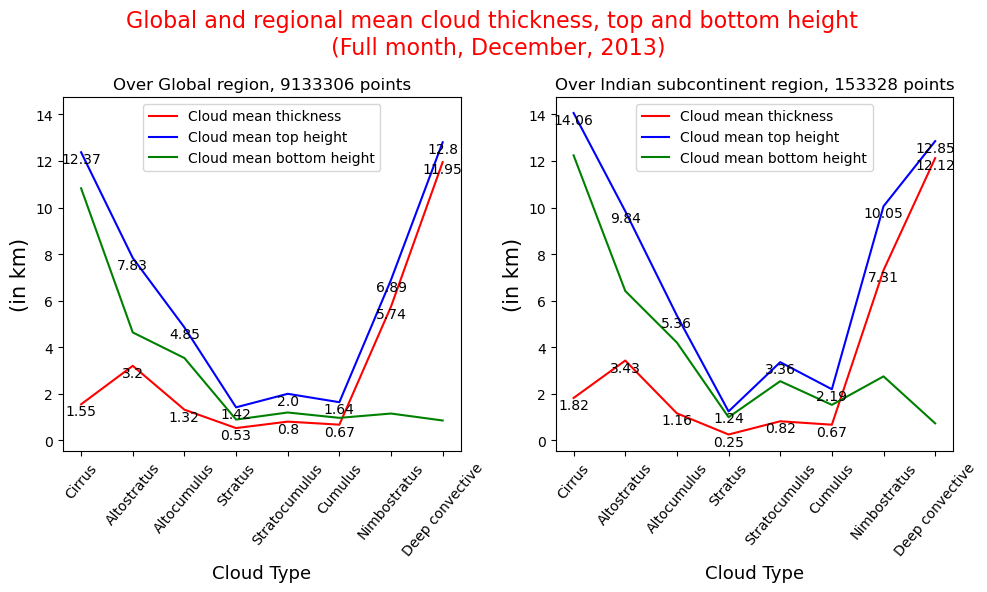 Global and regional mean cloud thickness, top and bottom height
(Full month, December, 2013)
Over Global region, 9133306 points
(in km)
14
12
10
8
6
4
2
0
Cloud mean thickness
Cloud mean top height
Cloud mean bottom height
12.37
7.83
4.85
1.42
2.0
1.64
6.89
12.8
1.55
3.2
1.32
0.53
0.8
0.67
5.74
11.95
Cirrus
Altostratus
Altocumulus
Stratus
Stratocumulus
Cumulus
Nimbostratus
Deep convective
Cloud Type
Over Indian subcontinent region, 153328 points
(in km)
14
12
10
8
6
4
2
0
Cloud mean thickness
Cloud mean top height
Cloud mean bottom height
14.06
9.84
5.36
1.24
3.36
2.19
10.05
12.85
1.82
3.43
1.16
0.25
0.82
0.67
7.31
12.12
Cirrus
Altostratus
Altocumulus
Stratus
Stratocumulus
Cumulus
Nimbostratus
Deep convective
Cloud Type